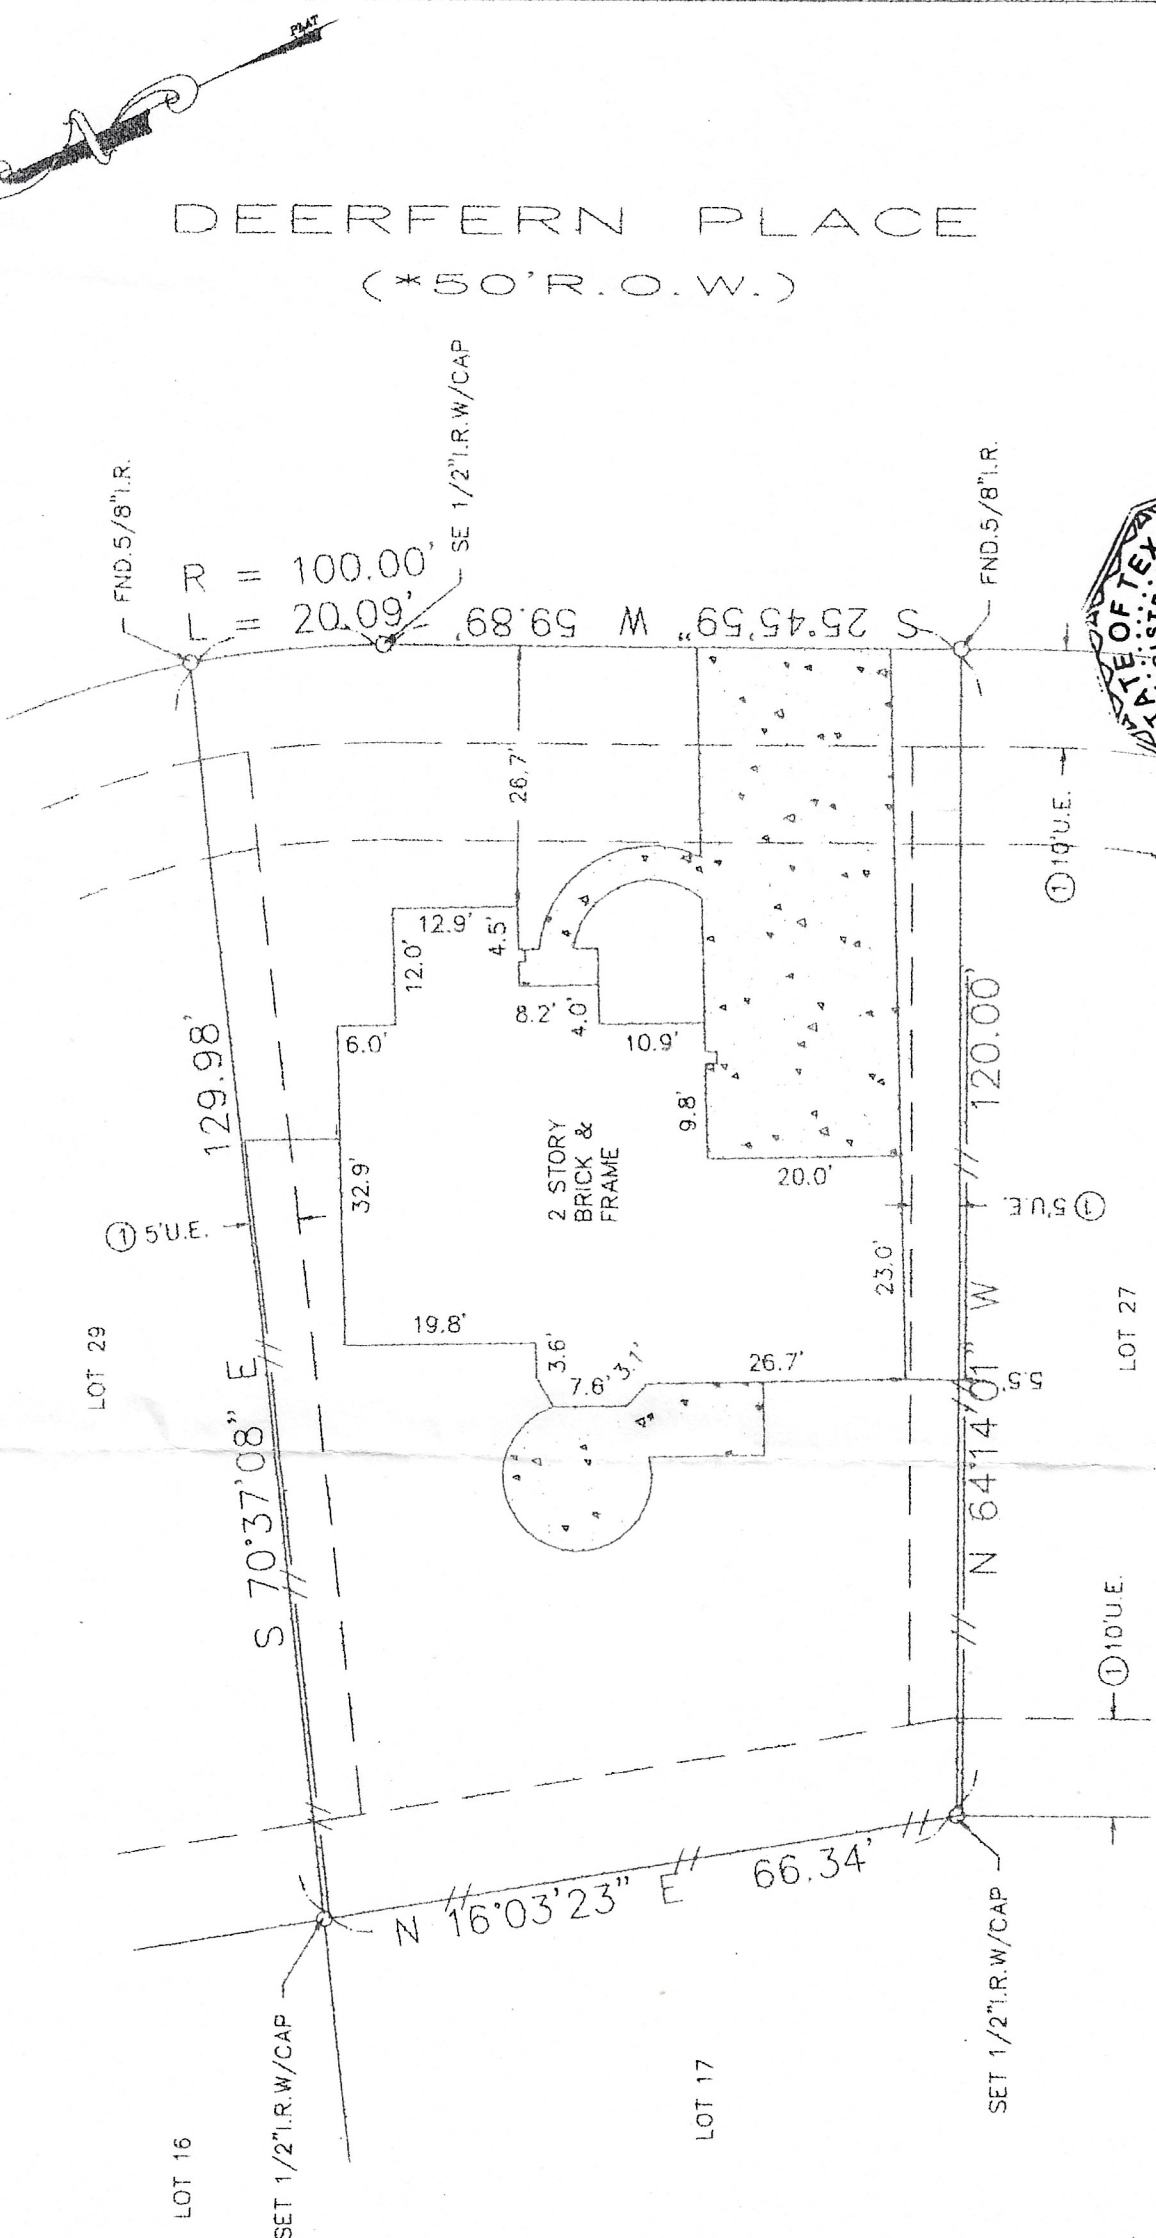 PLAT
DEERFERN PLACE
(*50'R.O.W.)
FND.5/8"I.R.
R = 100.00'
L = 20.09'
SE 1/2"I.R.W/CAP
S 25°45'59" W 59.89'
FND.5/8"I.R.
26.7'
① 10'U.E.
12.9'
4.5'
12.0'
8.2'
4.0'
6.0'
10.9'
9.8'
129.98'
S 70°37'08" E
120.00'
N 64°14'01" W
2 STORY
BRICK &
FRAME
20.0'
32.9'
① 5'U.E.
① 5'U.E.
23.0'
LOT 29
LOT 27
19.8'
3.6'
7.6'
26.7'
5.5'
① 10'U.E.
N 16°03'23" E 66.34'
SET 1/2"I.R.W/CAP
SET 1/2"I.R.W/CAP
LOT 16
LOT 17